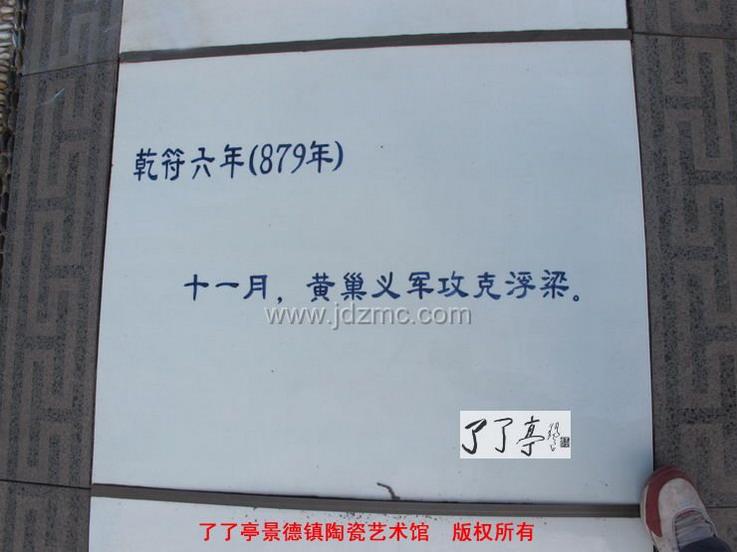 乾符六年(879年)
十一月，黄巢义军攻克浮梁。
www.jdzmc.com
了了亭
了了亭景德镇陶瓷艺术馆 版权所有